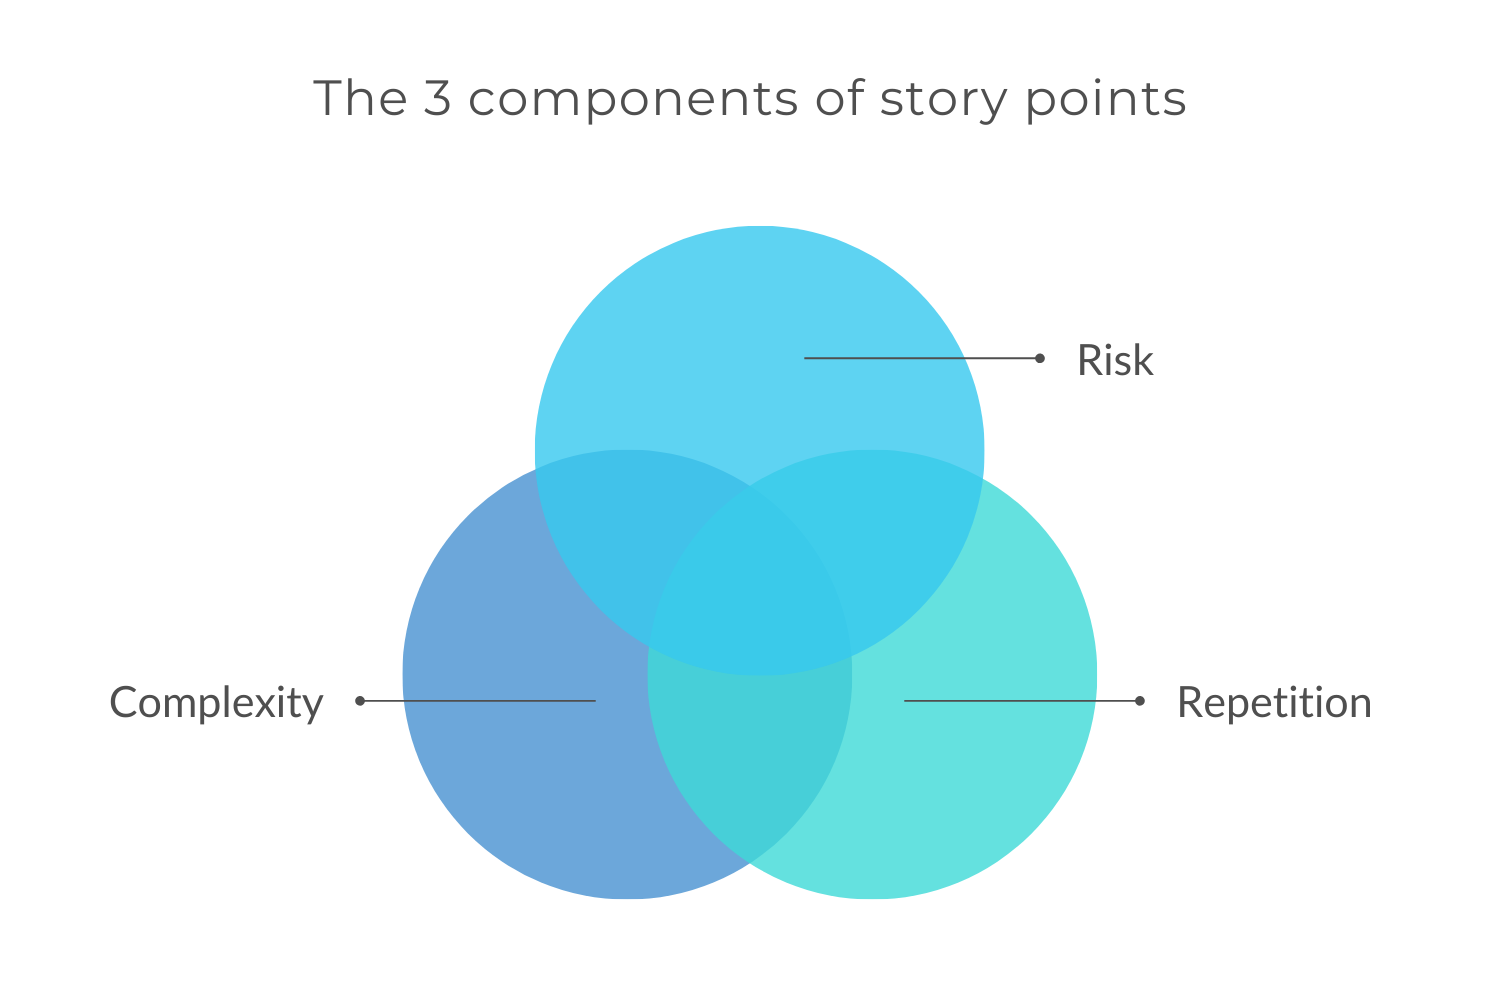 The 3 components of story points
Risk
Complexity
Repetition